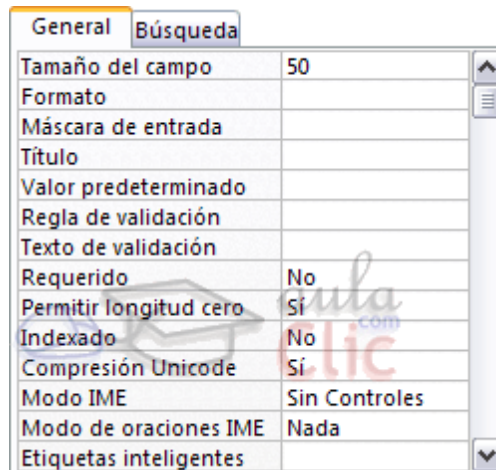 General Búsqueda
Tamaño del campo 50
Formato
Máscara de entrada
Título
Valor predeterminado
Regla de validación
Texto de validación
Requerido No
Permitir longitud cero Sí
Indexado No
Compresión Unicode Sí
Modo IME Sin Controles
Modo de oraciones IME Nada
Etiquetas inteligentes
aula
.com
Clic